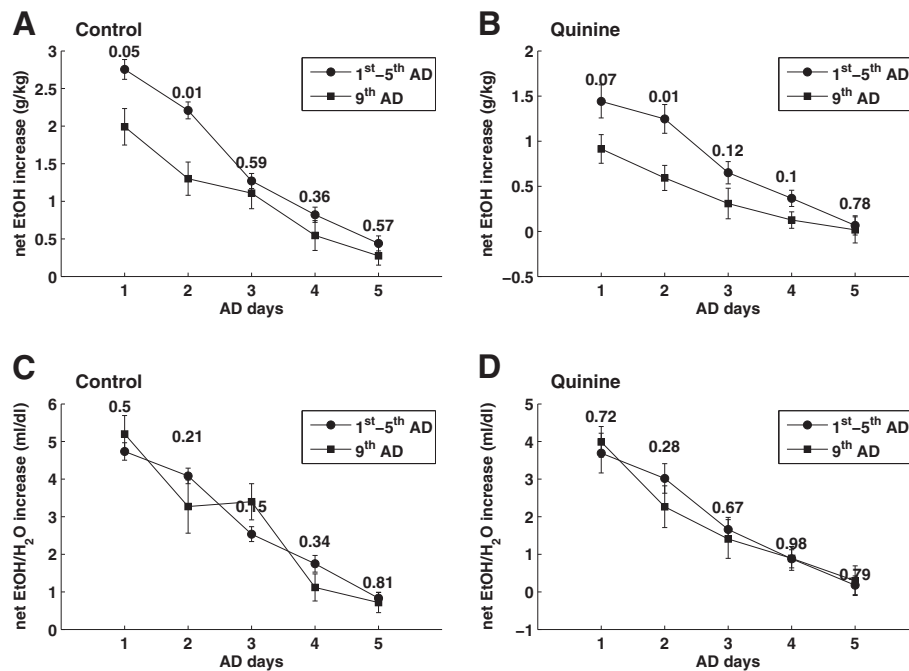 A
Control
3
2.5
2
1.5
1
0.5
0
net EtOH increase (g/kg)
0.05
0.01
0.59
0.36
0.57
1st–5th AD
9th AD
1 2 3 4 5
AD days
B
Quinine
2
1.5
1
0.5
0
−0.5
net EtOH increase (g/kg)
0.07
0.01
0.12
0.1
0.78
1st–5th AD
9th AD
1 2 3 4 5
AD days
C
Control
6
5
4
3
2
1
0
net EtOH/H2O increase (ml/dl)
0.5
0.21
0.15
0.34
0.81
1st–5th AD
9th AD
1 2 3 4 5
AD days
D
Quinine
5
4
3
2
1
0
−1
net EtOH/H2O increase (ml/dl)
0.72
0.28
0.67
0.98
0.79
1st–5th AD
9th AD
1 2 3 4 5
AD days